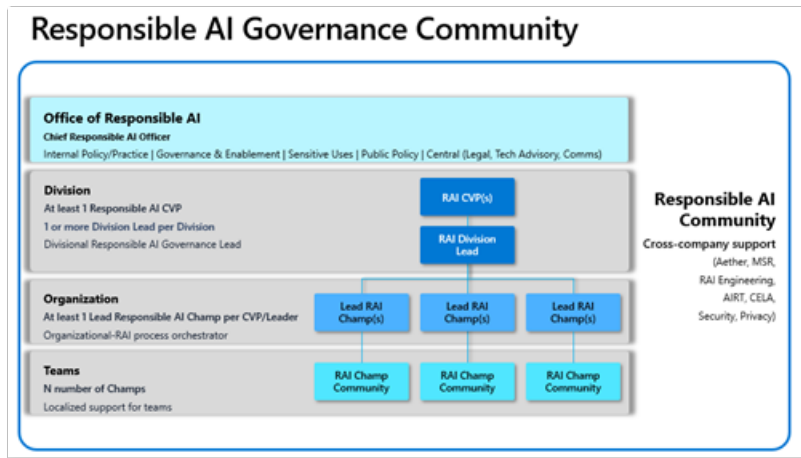 Responsible AI Governance Community
Office of Responsible AI
Chief Responsible AI Officer
Internal Policy/Practice | Governance & Enablement | Sensitive Uses | Public Policy | Central (Legal, Tech Advisory, Comms)
Division
At least 1 Responsible AI CVP
1 or more Division Lead per Division
Divisional Responsible AI Governance Lead
RAI CVP(s)
RAI Division
Lead
Organization
At least 1 Lead Responsible AI Champ per CVP/Leader
Organizational-RAI process orchestrator
Lead RAI
Champ(s)
Lead RAI
Champ(s)
Lead RAI
Champ(s)
Teams
N number of Champs
Localized support for teams
RAI Champ
Community
RAI Champ
Community
RAI Champ
Community
Responsible AI
Community
Cross-company support
(Aether, MSR,
RAI Engineering,
AIRT, CELA,
Security, Privacy)